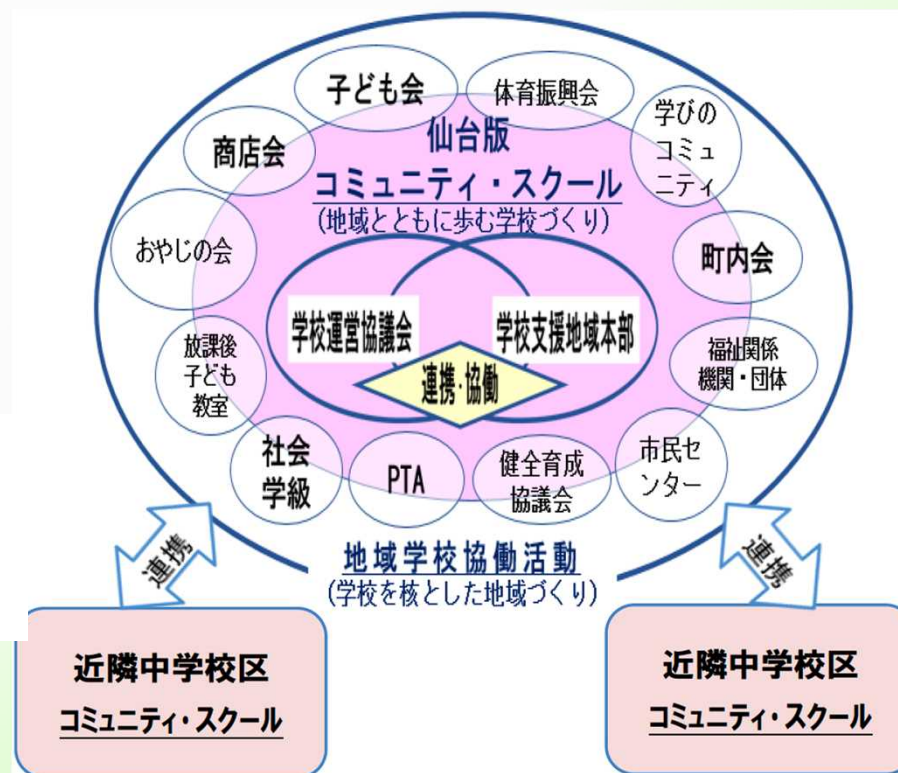 子ども会
体育振興会
学びの
コミュ
ニティ
商店会
仙台版
コミュニティ・スクール
(地域とともに歩む学校づくり)
おやじの会
町内会
学校運営協議会
学校支援地域本部
連携・協働
放課後
子ども
教室
福祉関係
機関・団体
社会
学級
PTA
健全育成
協議会
市民セ
ンター
地域学校協働活動
(学校を核とした地域づくり)
連携
連携
近隣中学校区
コミュニティ・スクール
近隣中学校区
コミュニティ・スクール